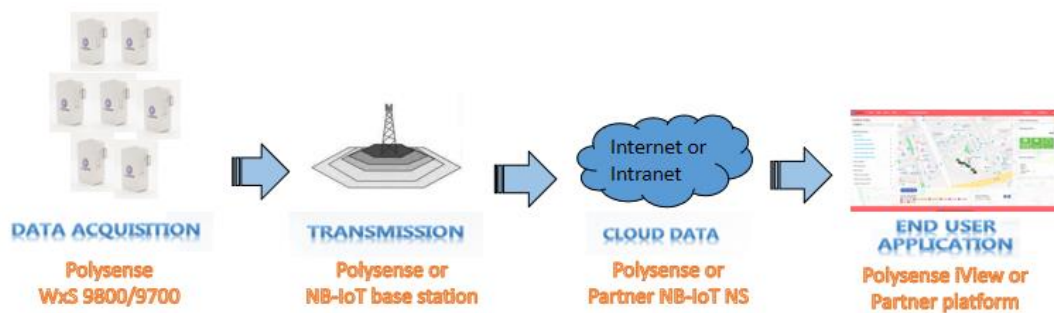 Internet or
Intranet
DATA ACQUISITION
TRANSMISSION
CLOUD DATA
END USER
APPLICATION
Polysense
WxS 9800/9700
Polysense or
NB-IoT base station
Polysense or
Partner NB-IoT NS
Polysense iView or
Partner platform